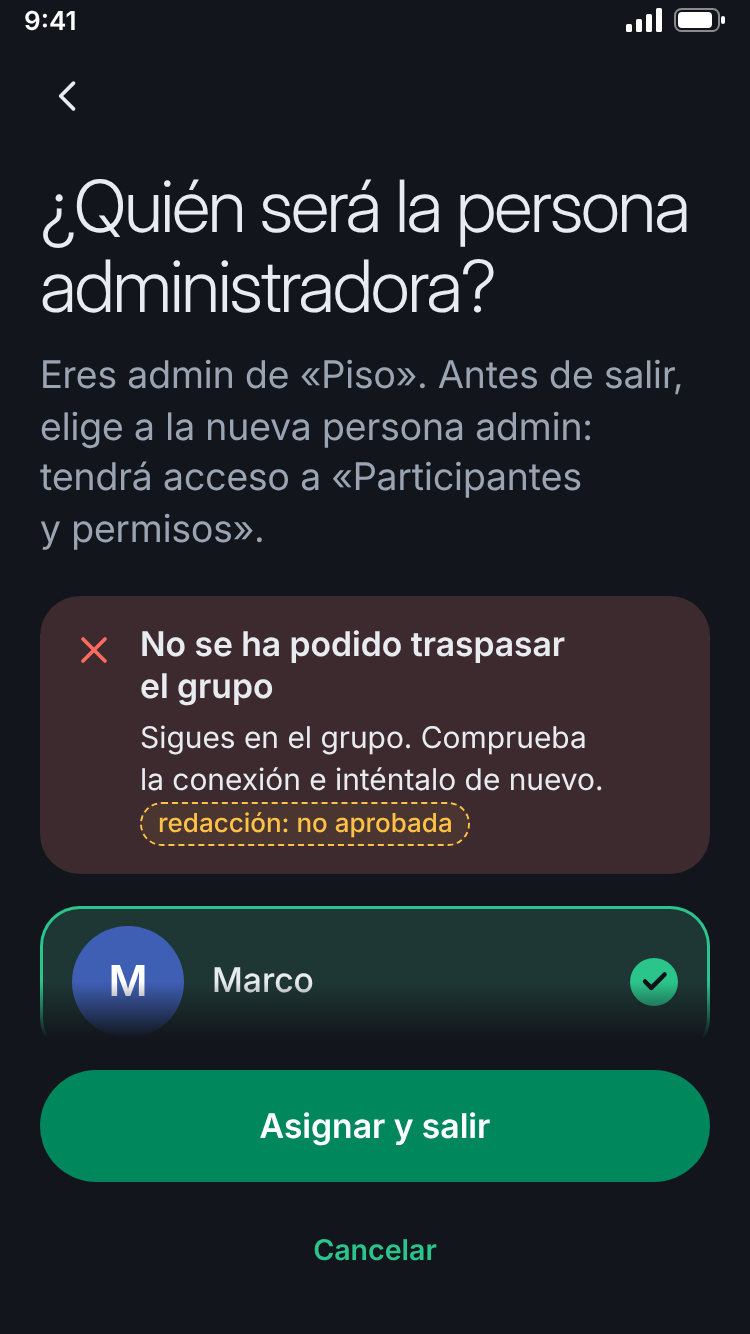 9:41
¿Quién será la persona
administradora?
Eres admin de «Piso». Antes de salir,
elige a la nueva persona admin:
tendrá acceso a «Participantes
y permisos».
No se ha podido traspasar
el grupo
Sigues en el grupo. Comprueba
la conexión e inténtalo de nuevo.
redacción: no aprobada
M
Marco
Asignar y salir
Cancelar